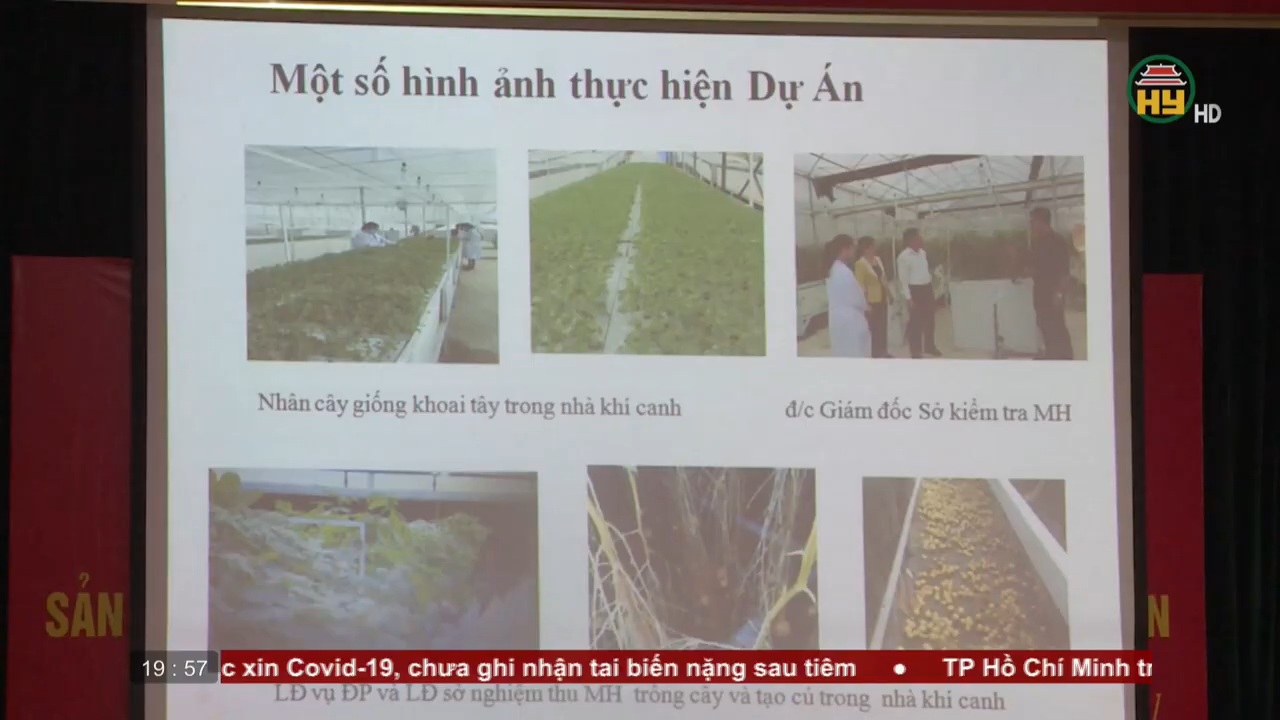 Một số hình ảnh thực hiện Dự Án
HY HD
Nhân cây giống khoai tây trong nhà khí canh
đ/c Giám đốc Sở kiểm tra MH
SẢN
N
19 : 57
c xin Covid-19, chưa ghi nhận tai biến nặng sau tiêm • TP Hồ Chí Minh tr
LĐ vụ ĐP và LĐ sở nghiệm thu MH trồng cây và tạo củ trong nhà khí canh